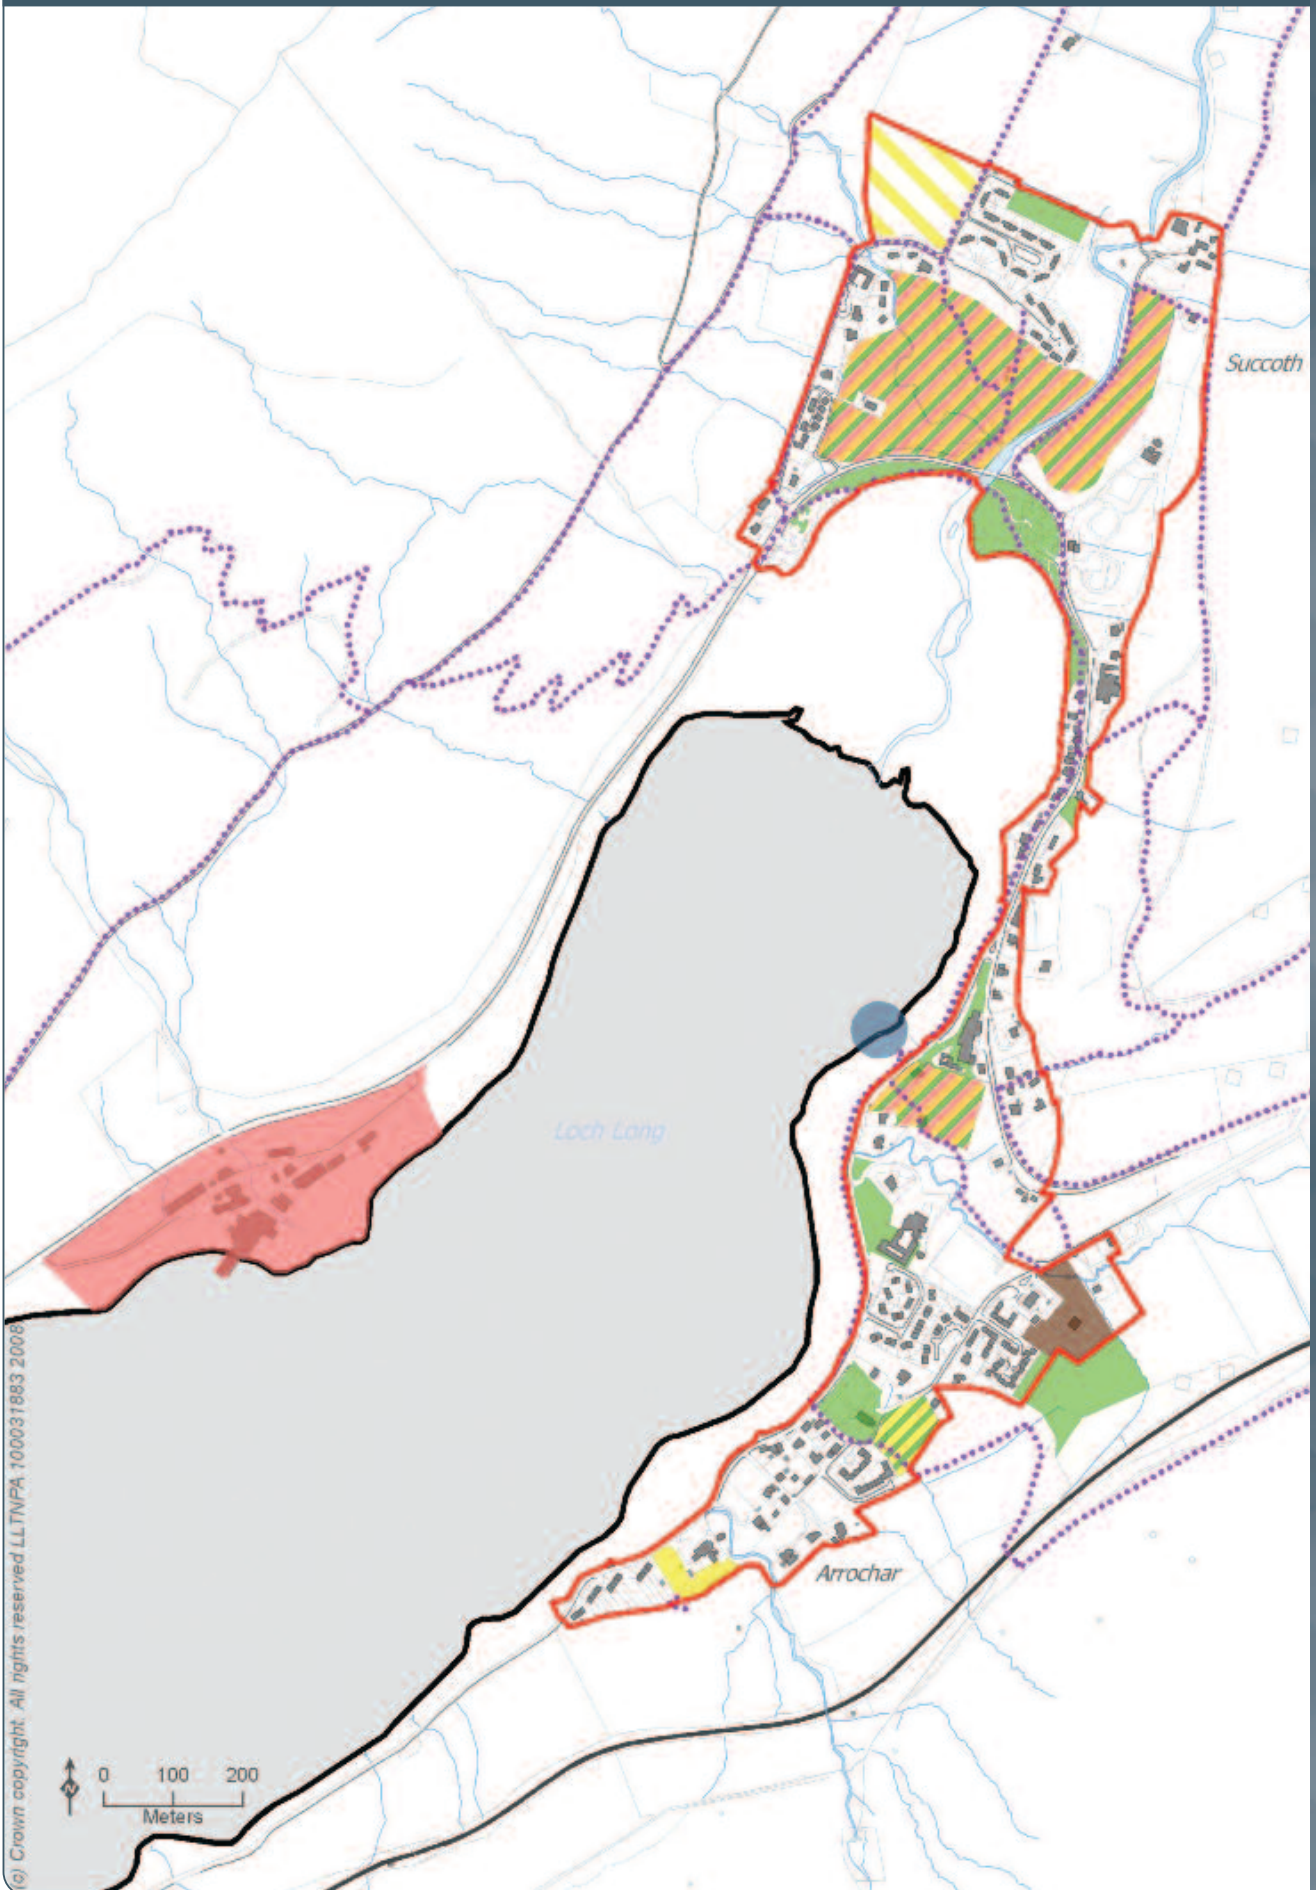 Succoth
Loch Long
Arrochar
0 100 200
Meters
N
(c) Crown copyright. All rights reserved LLTNPA 100031883 2008